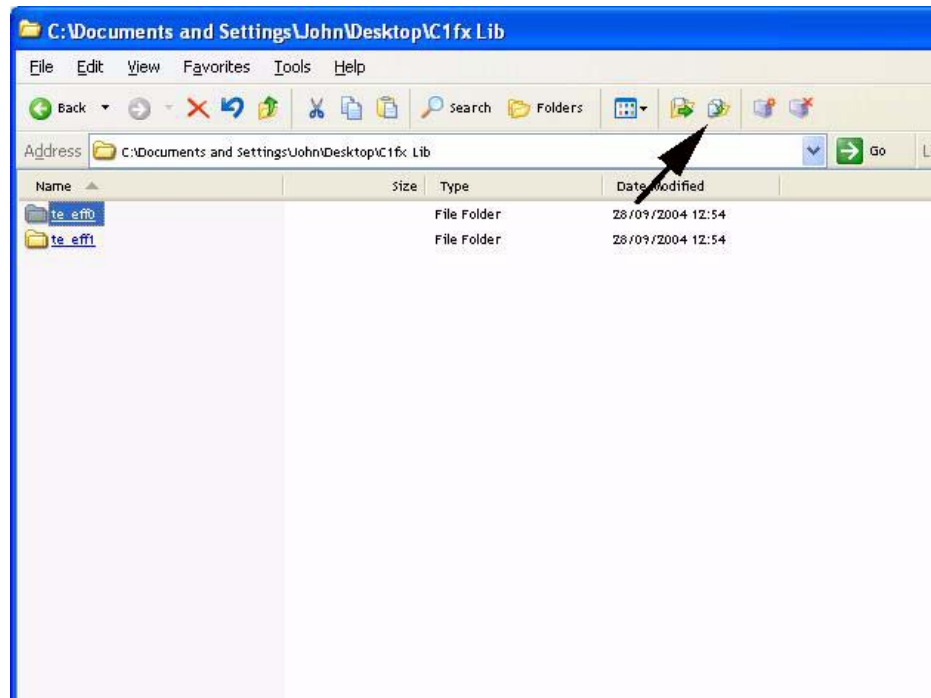 C:\Documents and Settings\John\Desktop\C1fx Lib
File Edit View Favorites Tools Help
Back Search Folders
Address C:\Documents and Settings\John\Desktop\C1fx Lib Go L
Name Size Type Date Modified
te_eff0 File Folder 28/09/2004 12:54
te_eff1 File Folder 28/09/2004 12:54